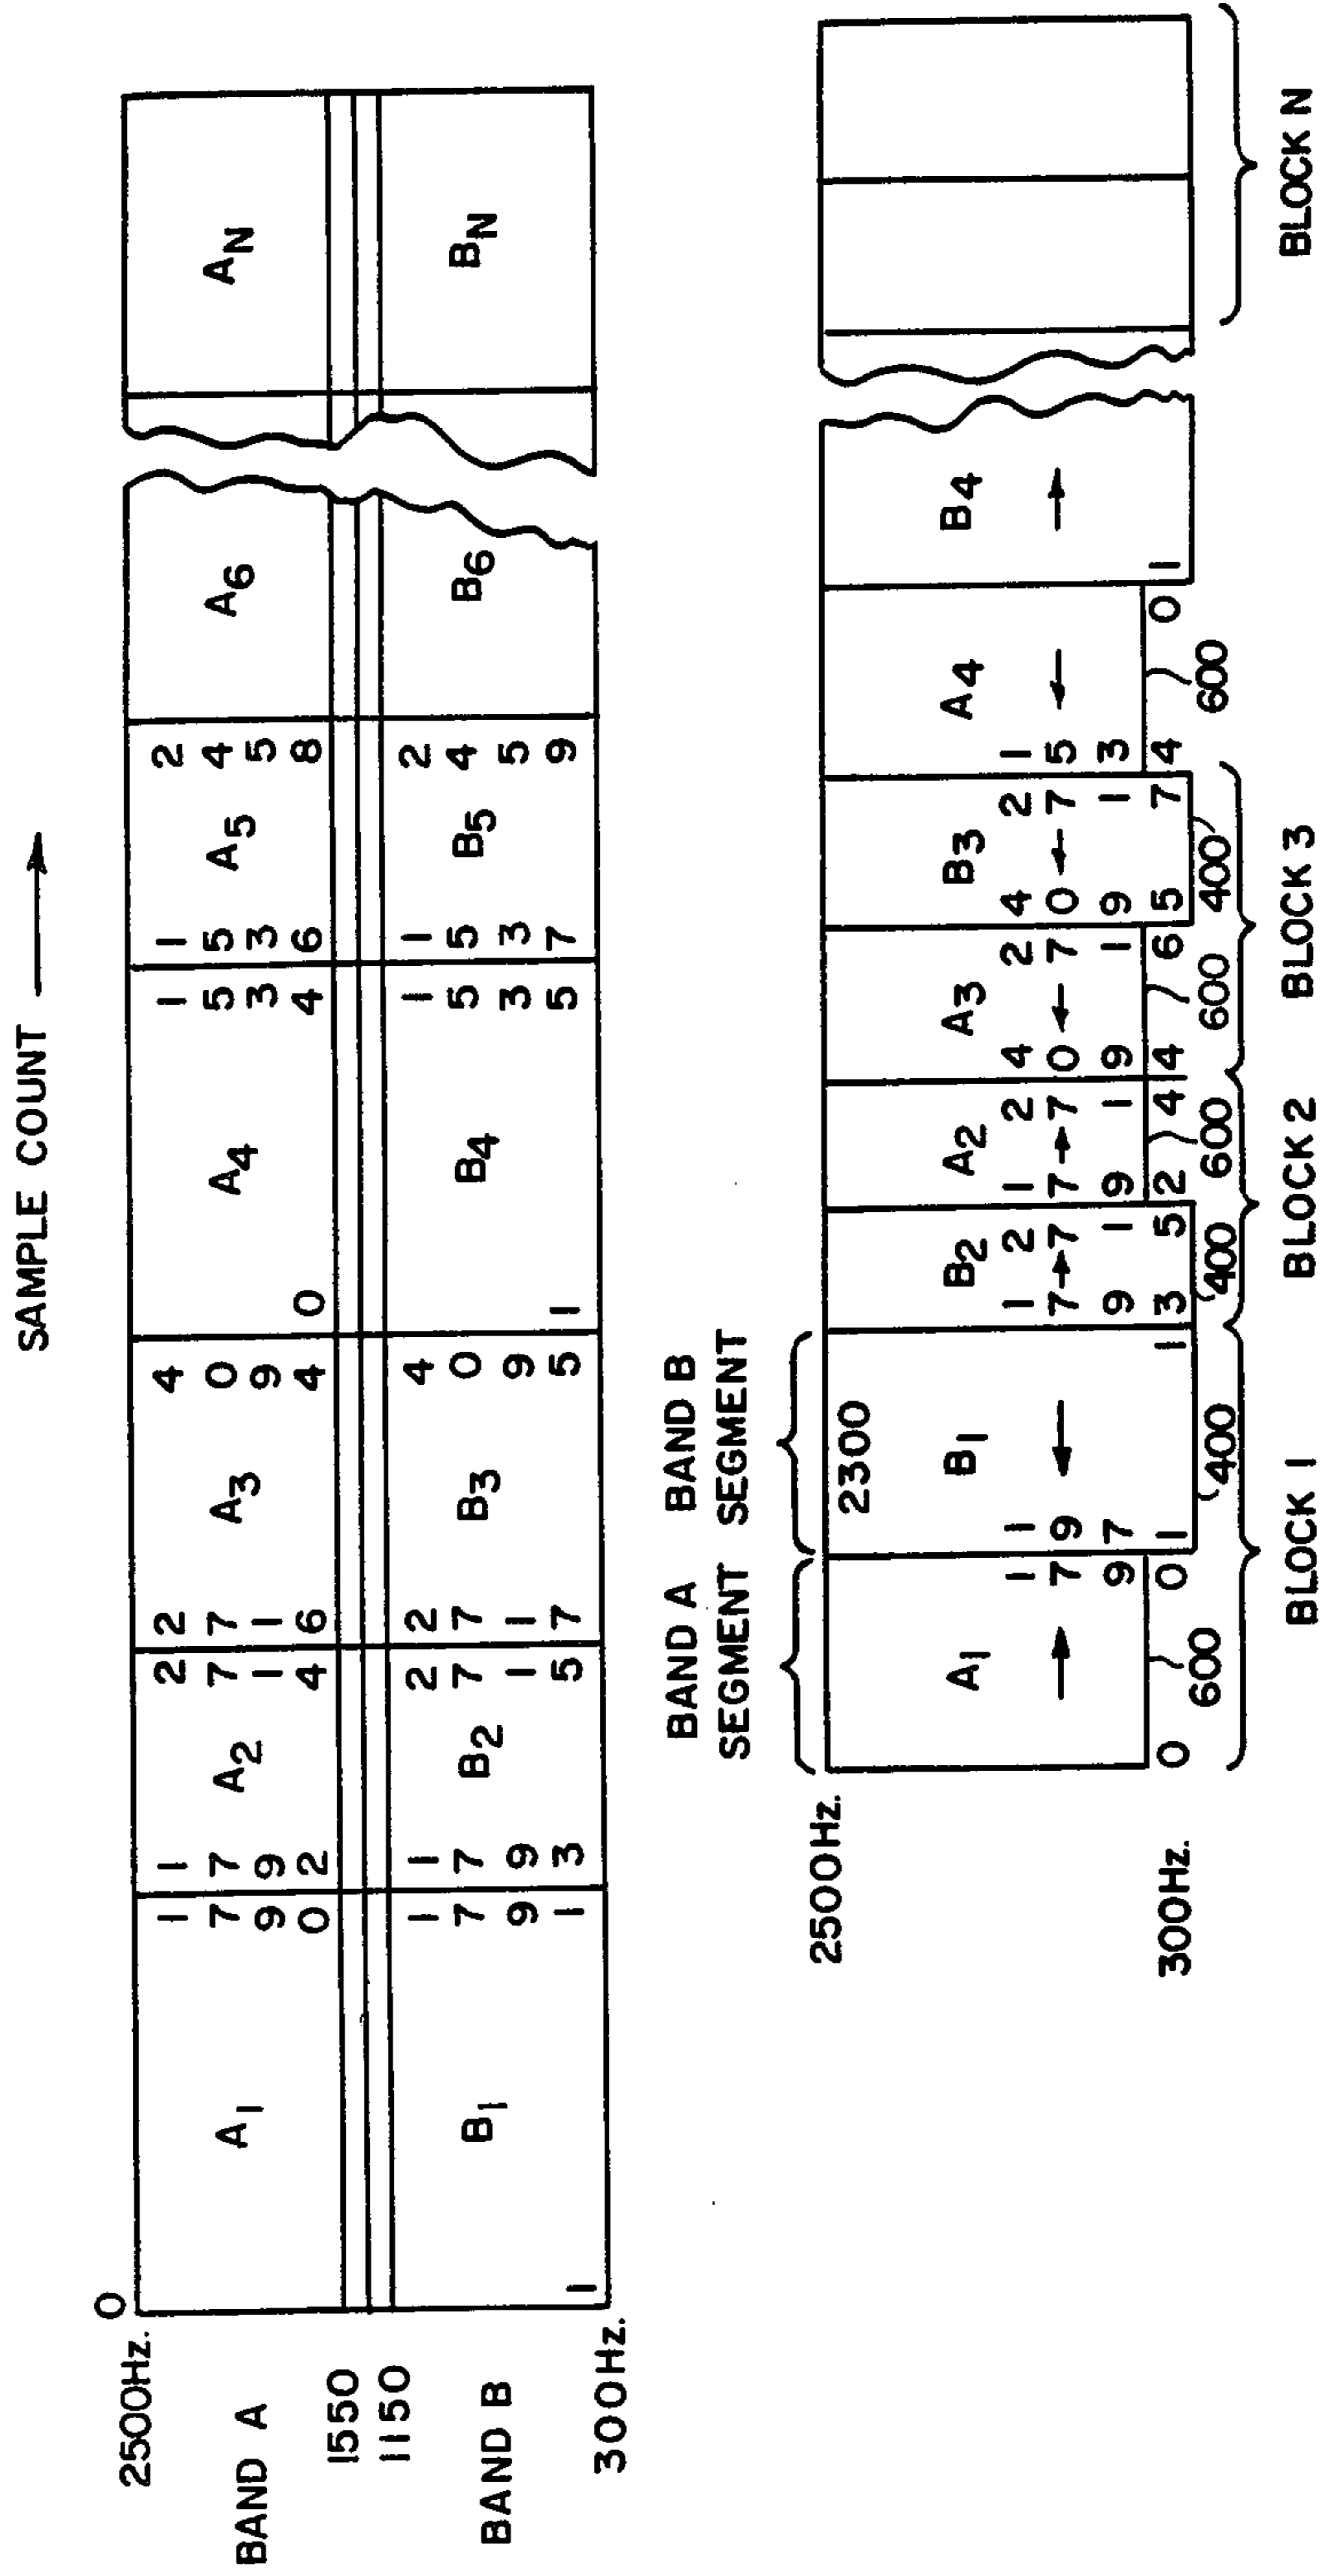 SAMPLE COUNT →
0
2500Hz.
BAND A
1550
1150
BAND B
300Hz.
A1 1790
1792 A2 2714
2716 A3 4094
0 A4 1534
1536 A5 2458
A6
AN
1 B1 1791
1793 B2 2715
2717 B3 4095
1 B4 1535
1537 B5 2459
B6
BN
BAND A SEGMENT
BAND B SEGMENT
2500Hz.
300Hz.
0 A1 → 1790
600
2300
1971 B1 ← 1
400
1793 B2 → 2715
400
1792 A2 → 2714
600
4094 A3 ← 2716
600
4095 B3 ← 2717
400
1534 A4 ← 0
600
1 B4 →
BLOCK 1
BLOCK 2
BLOCK 3
BLOCK N